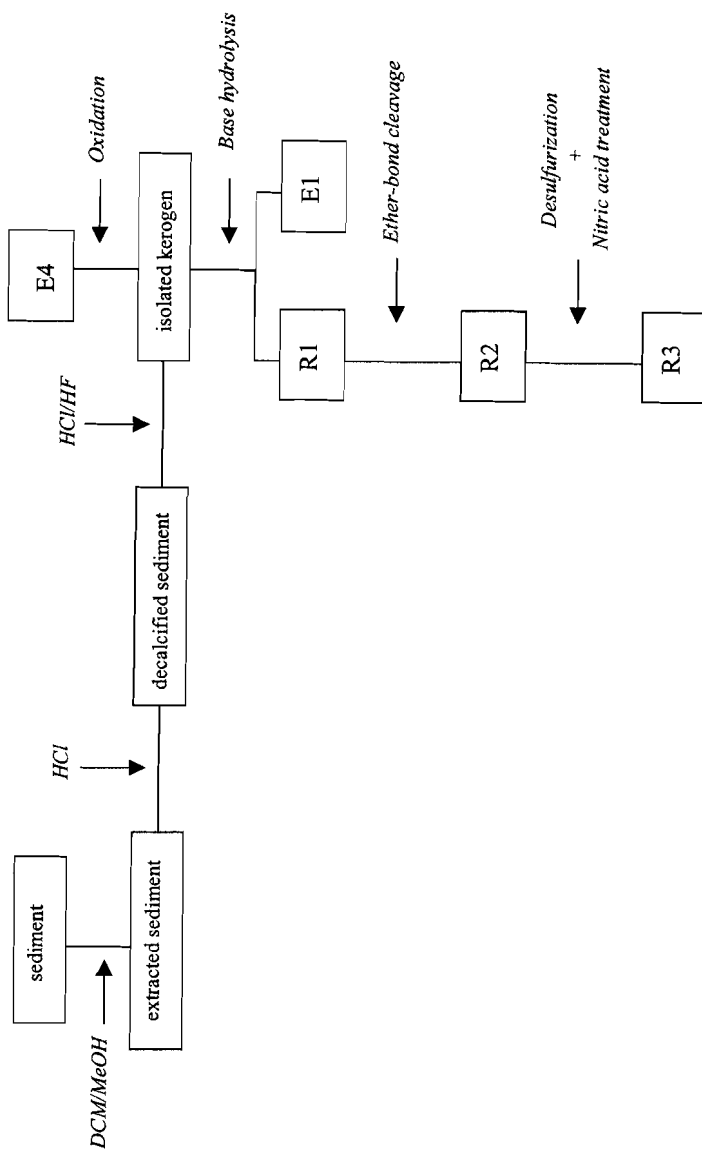 sediment
DCM/MeOH
extracted sediment
HCl
decalcified sediment
HCl/HF
isolated kerogen
Oxidation
E4
Base hydrolysis
E1
R1
Ether-bond cleavage
R2
Desulfurization
+
Nitric acid treatment
R3